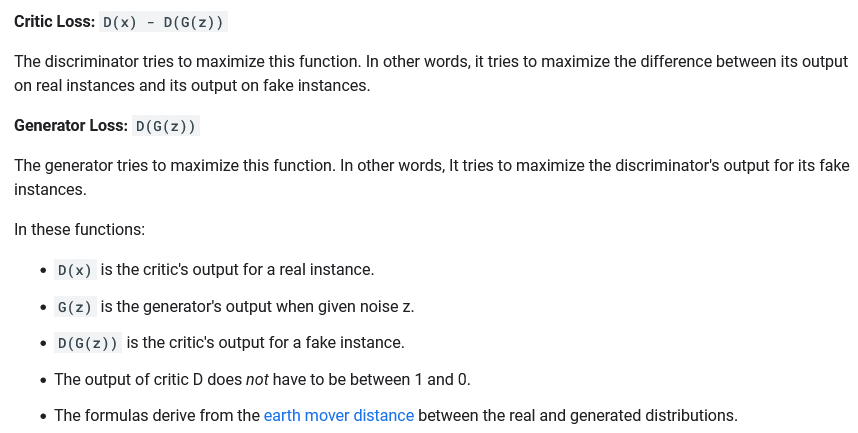 Critic Loss: D(x) - D(G(z))
The discriminator tries to maximize this function. In other words, it tries to maximize the difference between its output
on real instances and its output on fake instances.
Generator Loss: D(G(z))
The generator tries to maximize this function. In other words, It tries to maximize the discriminator's output for its fake
instances.
In these functions:
• D(x) is the critic's output for a real instance.
• G(z) is the generator's output when given noise z.
• D(G(z)) is the critic's output for a fake instance.
• The output of critic D does not have to be between 1 and 0.
• The formulas derive from the earth mover distance between the real and generated distributions.